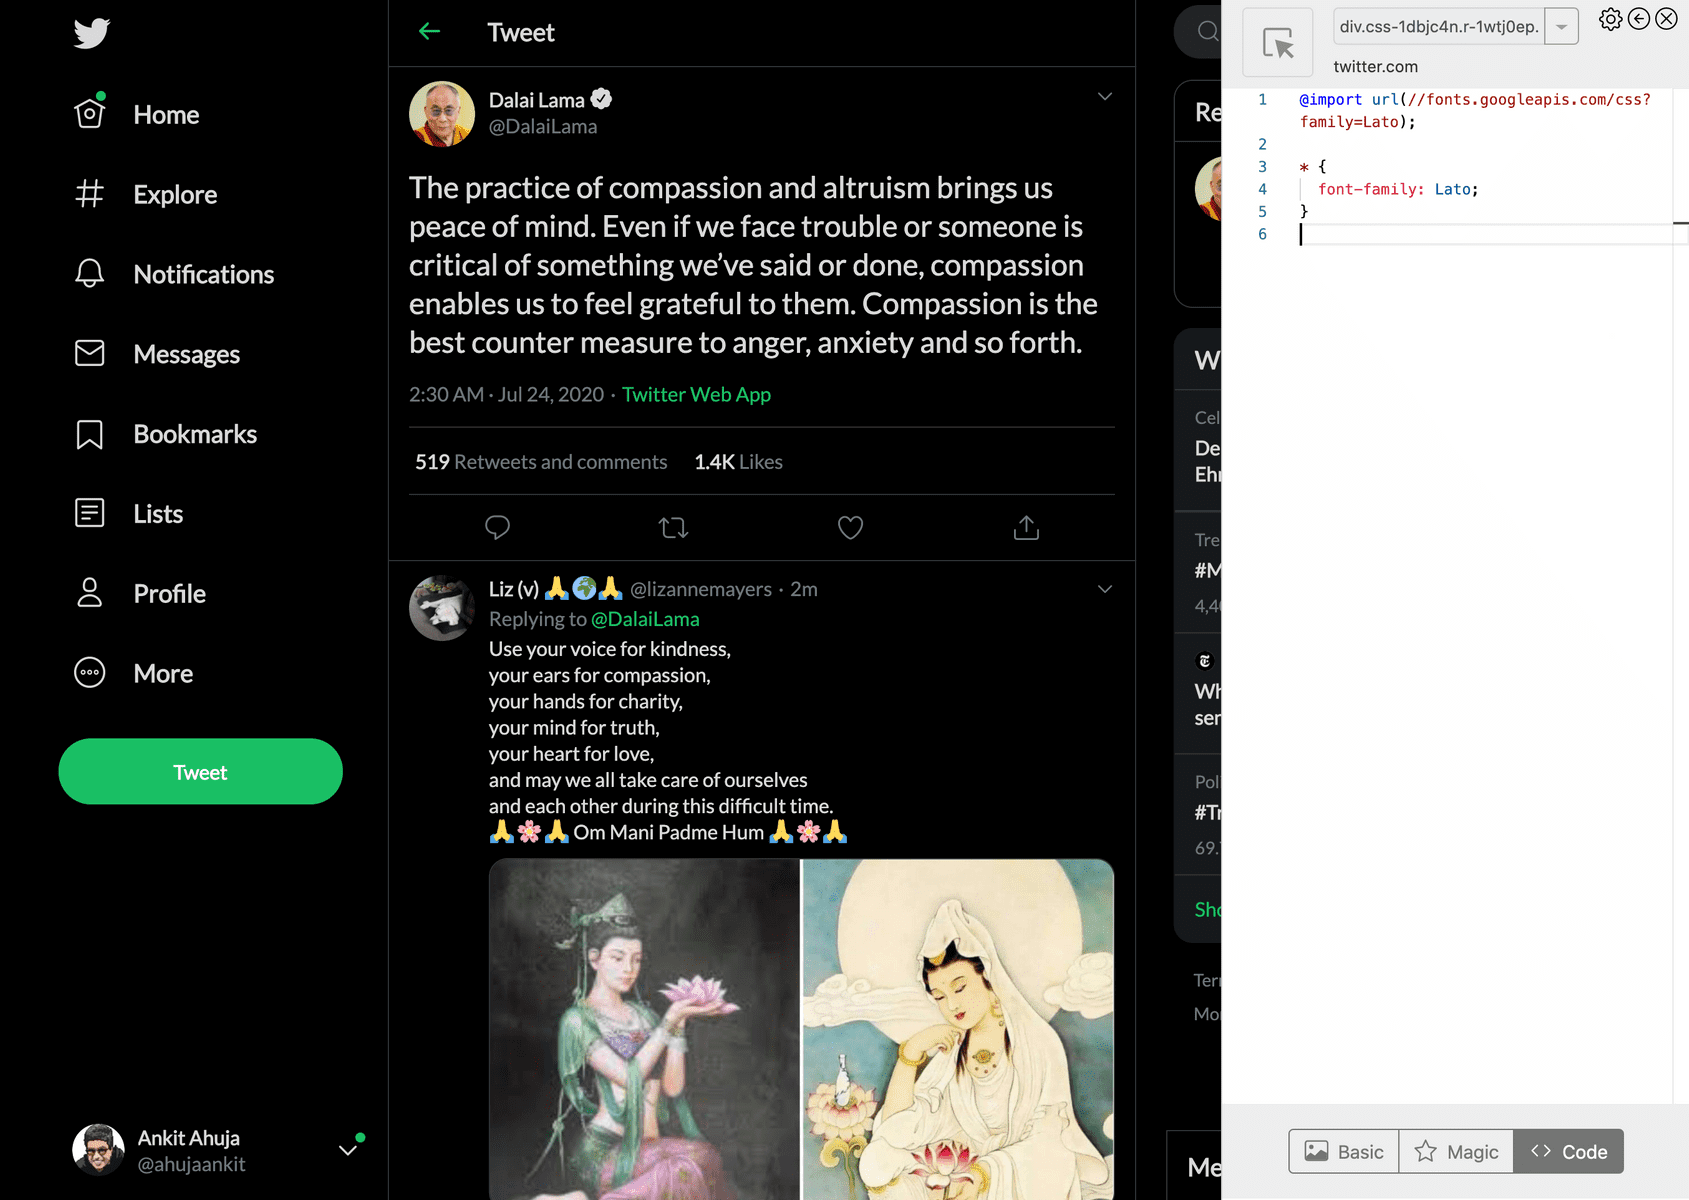 Home
Explore
Notifications
Messages
Bookmarks
Lists
Profile
More
Tweet
Ankit Ahuja
@ahujaankit
Tweet
Dalai Lama
@DalaiLama
The practice of compassion and altruism brings us
peace of mind. Even if we face trouble or someone is
critical of something we’ve said or done, compassion
enables us to feel grateful to them. Compassion is the
best counter measure to anger, anxiety and so forth.
2:30 AM · Jul 24, 2020 · Twitter Web App
519 Retweets and comments 1.4K Likes
Liz (v) 🙏🌍🙏 @lizannemayers · 2m
Replying to @DalaiLama
Use your voice for kindness,
your ears for compassion,
your hands for charity,
your mind for truth,
your heart for love,
and may we all take care of ourselves
and each other during this difficult time.
🙏🌸🙏 Om Mani Padme Hum 🙏🌸🙏
Re
W
Cel
De
Ehr
Tre
#M
4,4
Wh
ser
Pol
#Tr
69.
Sho
Terr
Mor
Me
div.css-1dbjc4n.r-1wtj0ep.
twitter.com
1 @import url(//fonts.googleapis.com/css?
family=Lato);
2
3 * {
4 font-family: Lato;
5 }
6
Basic
Magic
<> Code